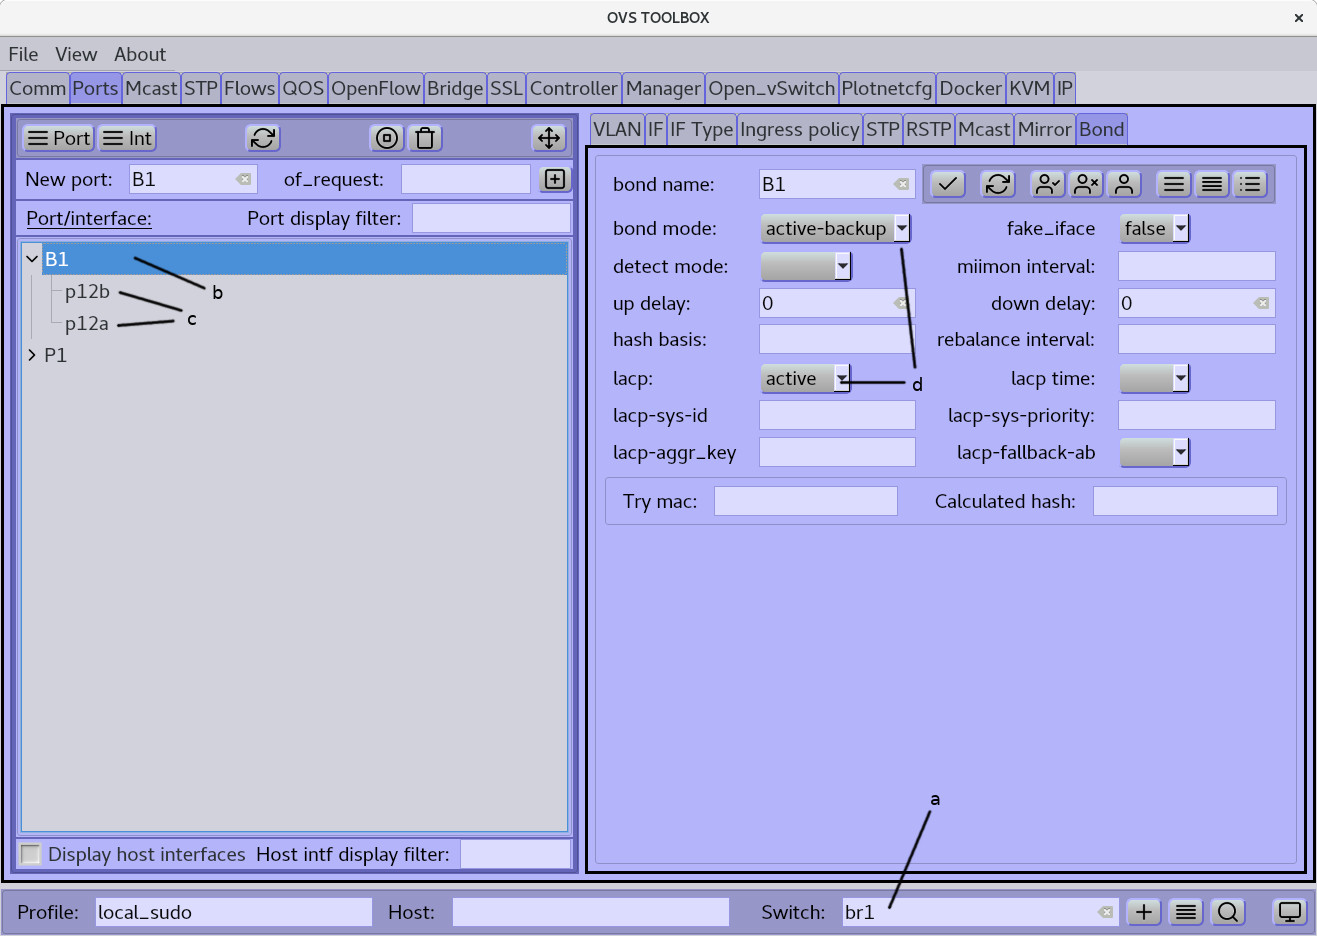 OVS TOOLBOX
File View About
Comm Ports Mcast STP Flows QOS OpenFlow Bridge SSL Controller Manager Open_vSwitch Plotnetcfg Docker KVM IP
Port Int
New port: B1 of_request:
Port/interface: Port display filter:
B1
b
p12b
c
p12a
P1
Display host interfaces Host intf display filter:
VLAN IF IF Type Ingress policy STP RSTP Mcast Mirror Bond
bond name: B1
bond mode: active-backup fake_iface false
detect mode: miimon interval:
up delay: 0 down delay: 0
hash basis: rebalance interval:
lacp: active d lacp time:
lacp-sys-id lacp-sys-priority:
lacp-aggr_key lacp-fallback-ab
Try mac: Calculated hash:
a
Profile: local_sudo Host: Switch: br1